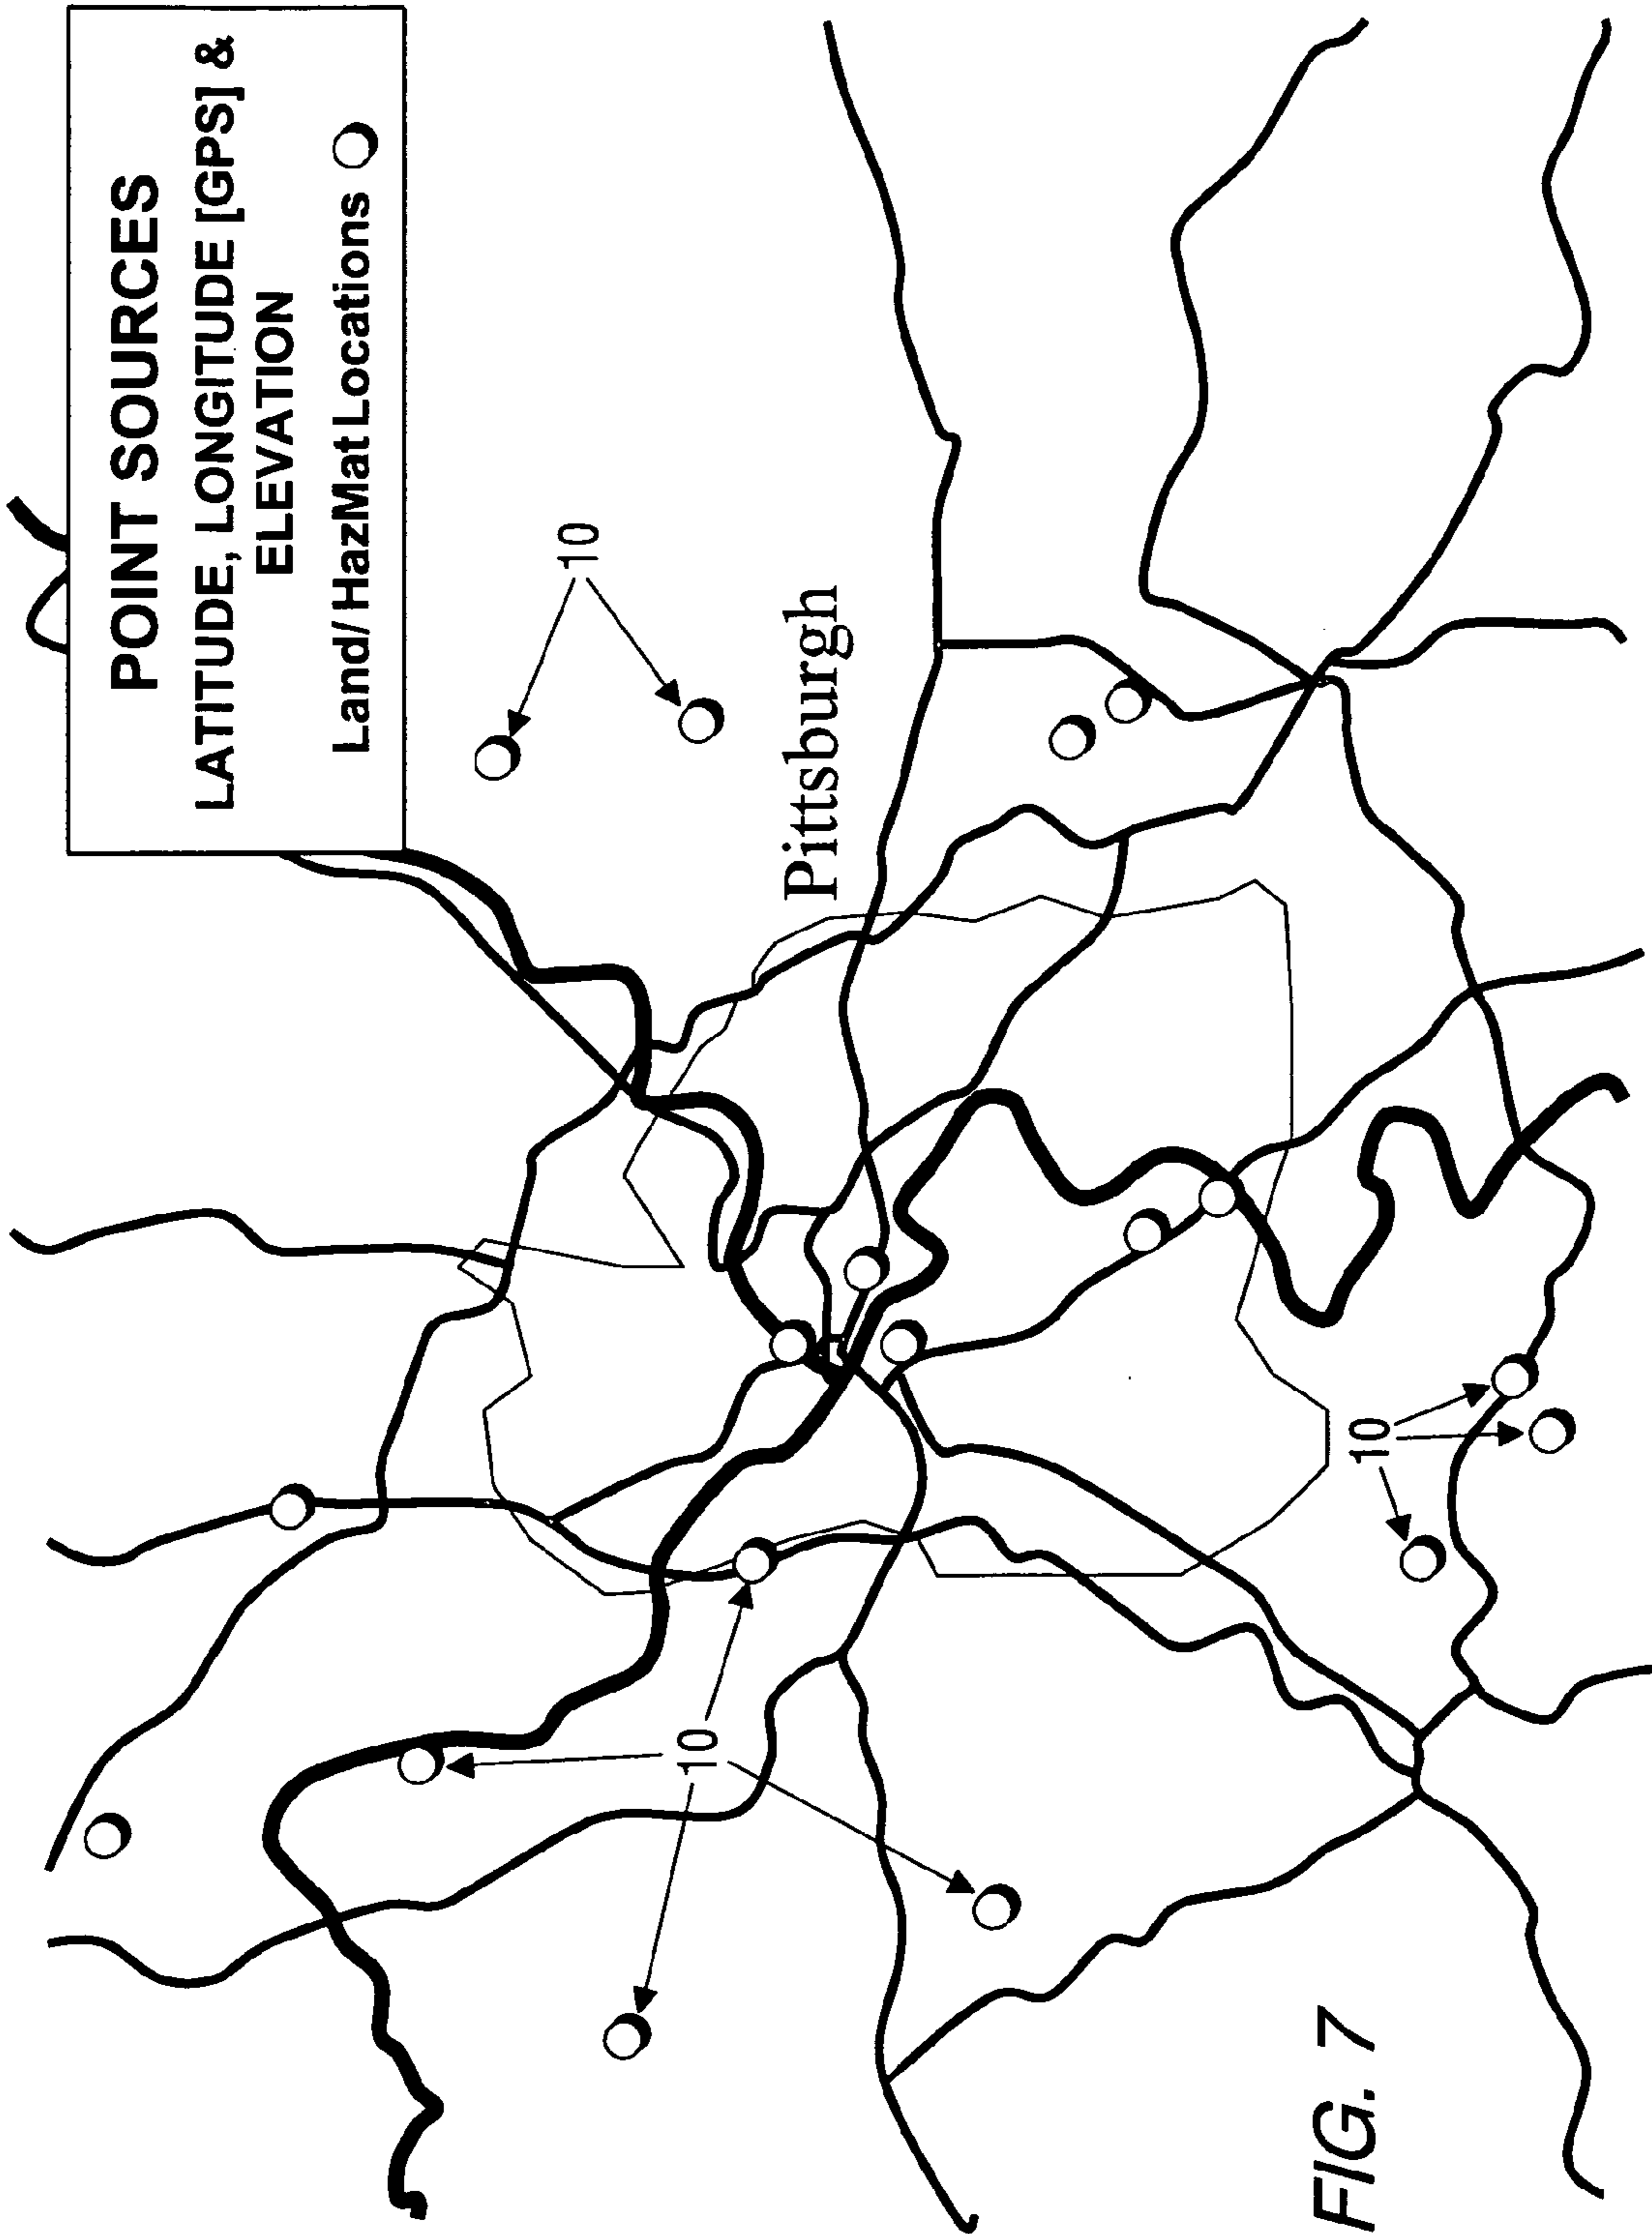 POINT SOURCES
LATITUDE, LONGITUDE [GPS] &
ELEVATION
Land/HazMat Locations
10
Pittsburgh
10
10
FIG. 7